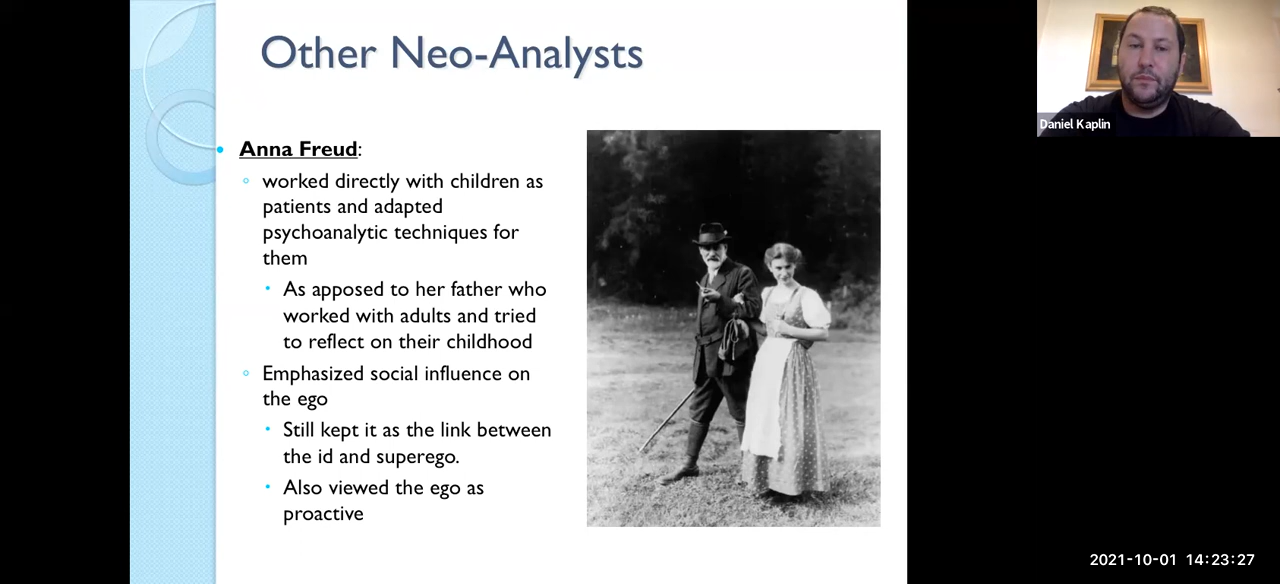 Other Neo-Analysts
Anna Freud:
worked directly with children as
patients and adapted
psychoanalytic techniques for
them
As apposed to her father who
worked with adults and tried
to reflect on their childhood
Emphasized social influence on
the ego
Still kept it as the link between
the id and superego.
Also viewed the ego as
proactive
Daniel Kaplin
2021-10-01 14:23:27